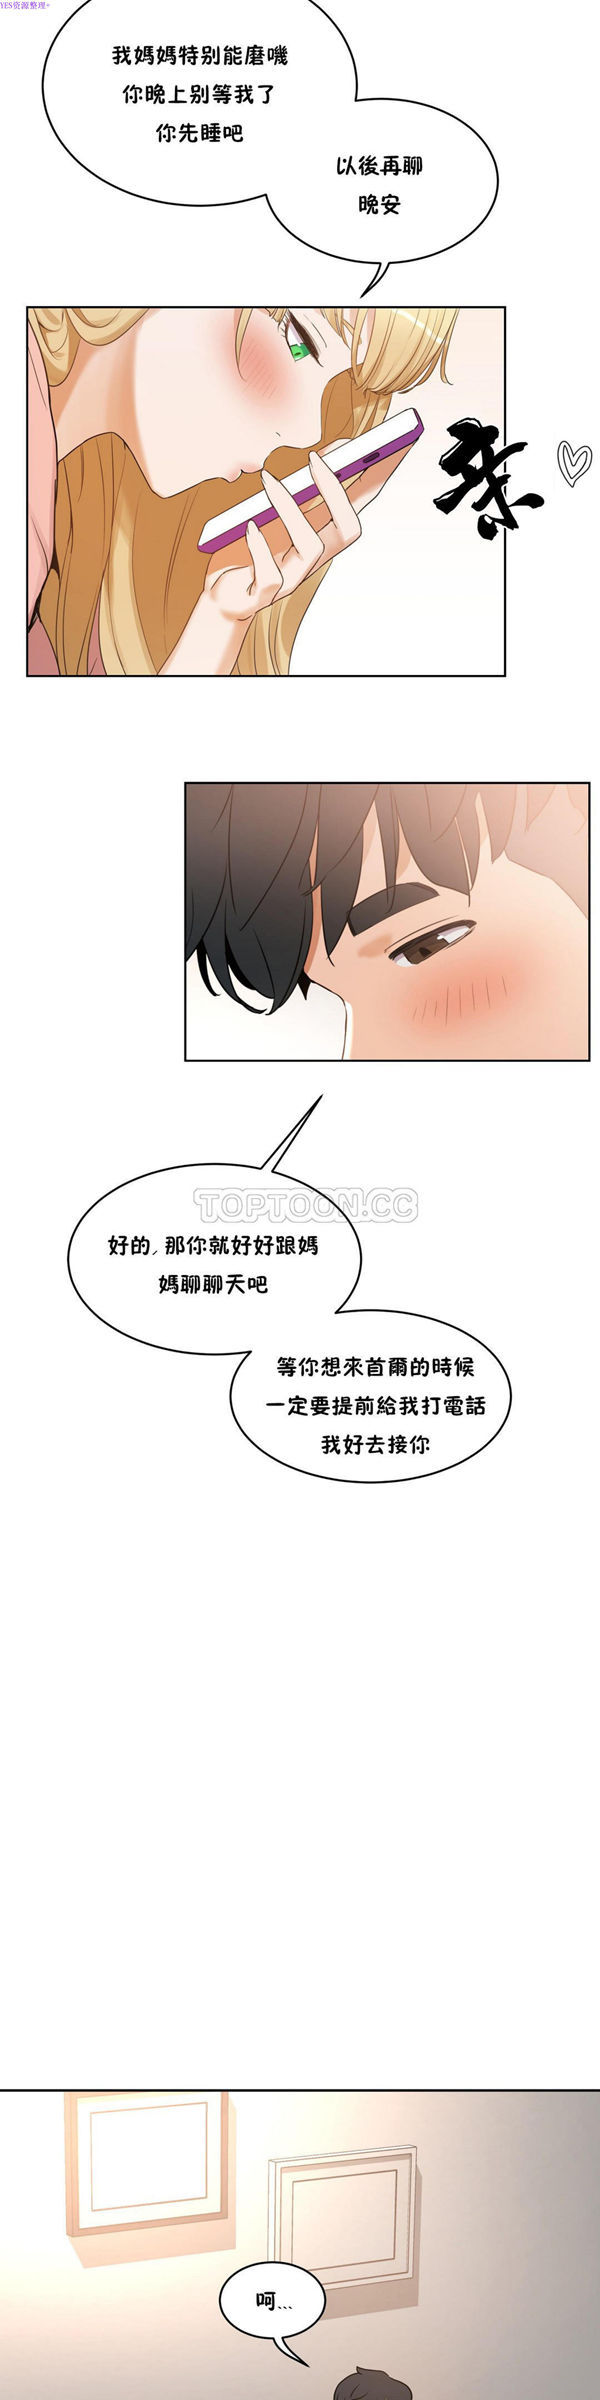 YES资源整理+
我媽媽特别能磨嘰
你晚上别等我了
你先睡吧
以後再聊
晚安
亲
TOPTOON.CC
好的, 那你就好好跟媽
媽聊聊天吧
等你想來首爾的時候
一定要提前給我打電話
我好去接你
呵...